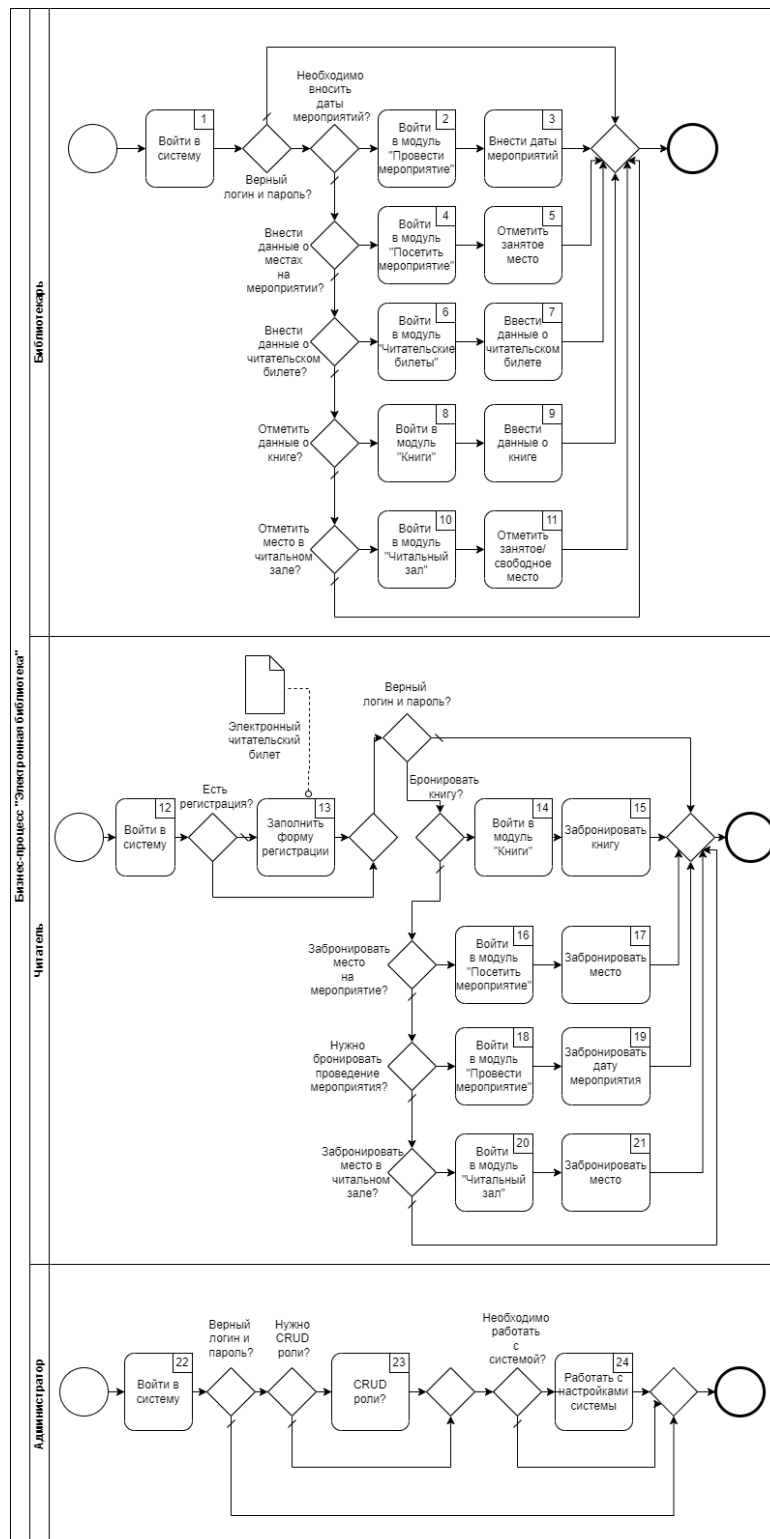 Бизнес-процесс "Электронная библиотека"
Библиотекарь
Необходимо
вносить
даты
мероприятий?
1
Войти в
систему
Верный
логин и пароль?
2
Войти
в модуль
"Провести
мероприятие"
3
Внести даты
мероприятий
Внести
данные о
местах
на
мероприятии?
4
Войти
в модуль
"Посетить
мероприятие"
5
Отметить
занятое
место
Внести
данные о
читательском
билете?
6
Войти
в модуль
"Читательские
билеты"
7
Ввести
данные о
читательском
билете
Отметить
данные о
книге?
8
Войти в
модуль
"Книги"
9
Ввести
данные о
книге
Отметить
место в
читальном
зале?
10
Войти
в модуль
"Читальный
зал"
11
Отметить
занятое/
свободное
место
Читатель
Электронный
читательский
билет
Верный
логин и пароль?
12
Войти в
систему
Есть
регистрация?
13
Заполнить
форму
регистрации
Бронировать
книгу?
14
Войти в
модуль
"Книги"
15
Забронировать
книгу
Забронировать
место
на
мероприятие?
16
Войти
в модуль
"Посетить
мероприятие"
17
Забронировать
место
Нужно
бронировать
проведение
мероприятия?
18
Войти
в модуль
"Провести
мероприятие"
19
Забронировать
дату
мероприятия
Забронировать
место в
читальном
зале?
20
Войти
в модуль
"Читальный
зал"
21
Забронировать
место
Администратор
22
Войти в
систему
Верный
логин и
пароль?
Нужно
CRUD
роли?
23
CRUD
роли?
Необходимо
работать
с
системой?
24
Работать с
настройками
системы